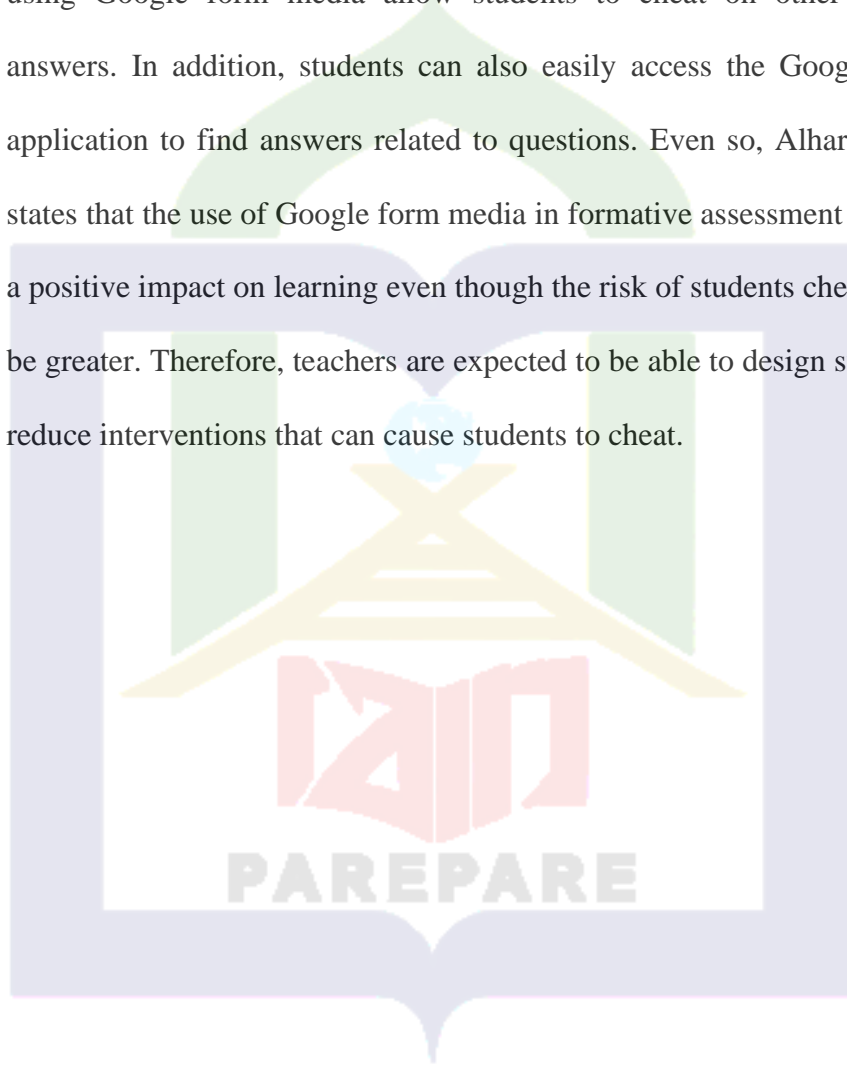 using Google form media allow students to cheat on other
answers. In addition, students can also easily access the Goog
application to find answers related to questions. Even so, Alhar
states that the use of Google form media in formative assessment
a positive impact on learning even though the risk of students che
be greater. Therefore, teachers are expected to be able to design s
reduce interventions that can cause students to cheat.
PAREPARE